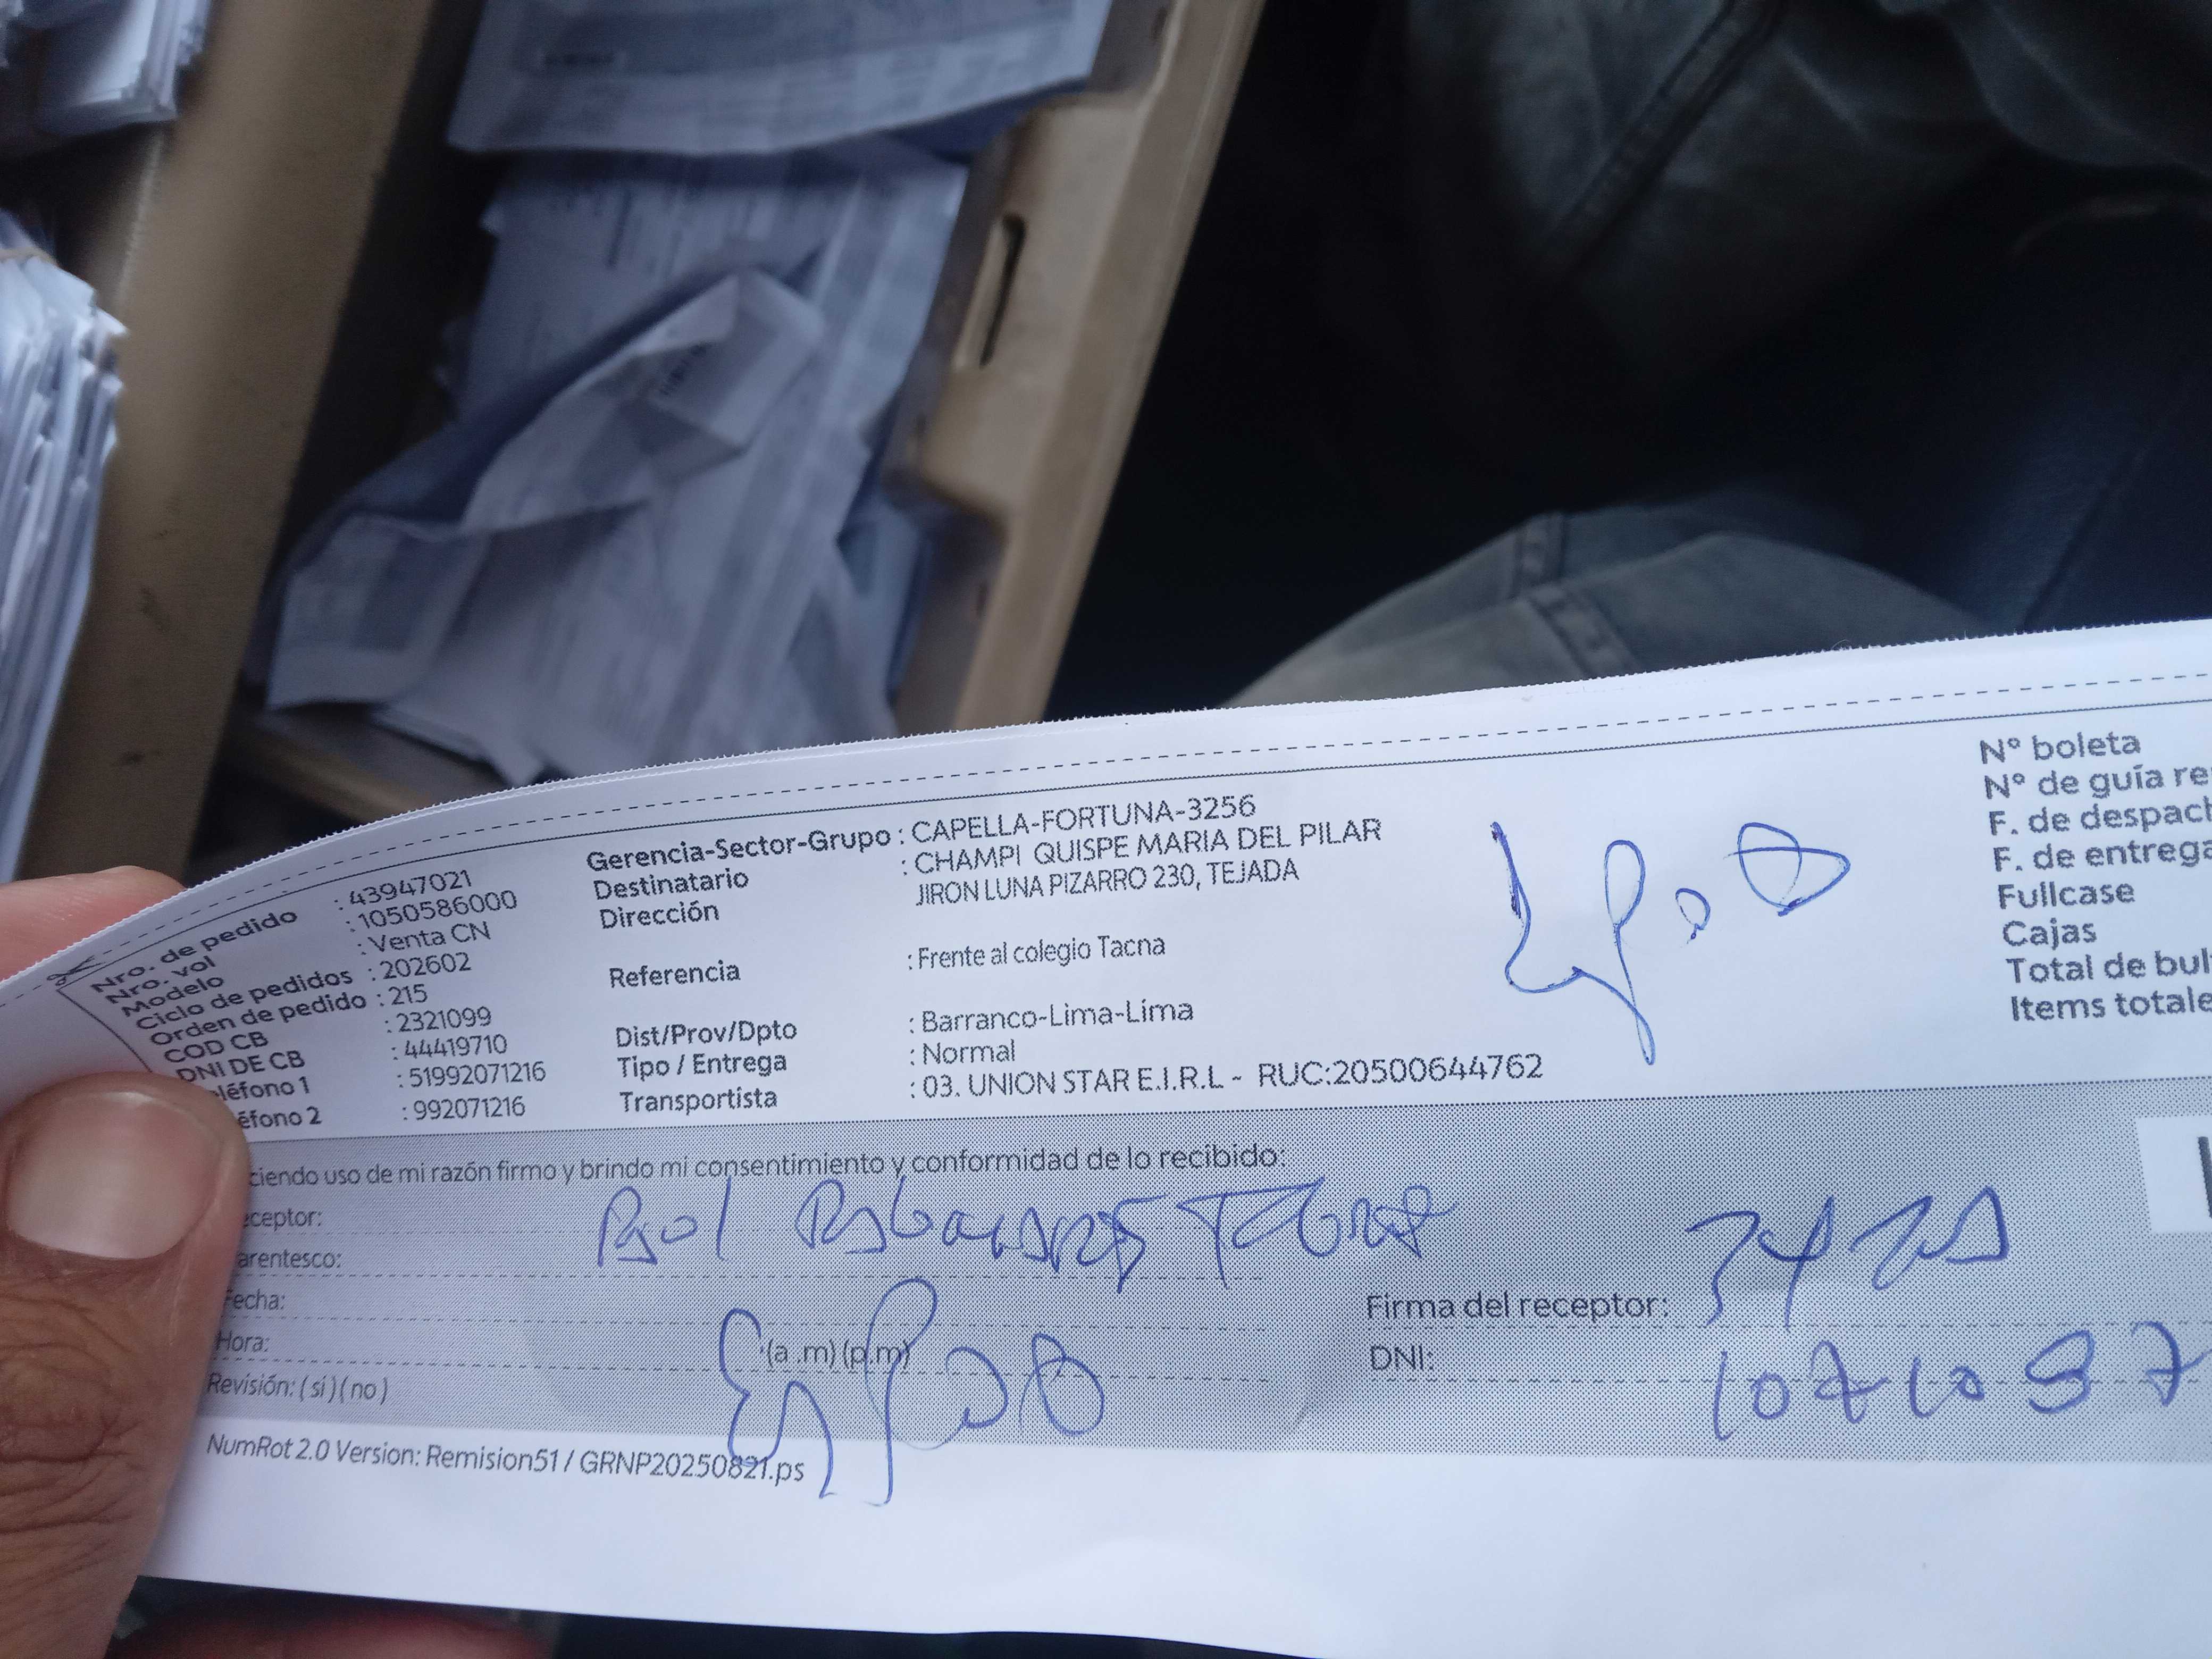 Nro. de pedido : 43947021
Nro. vol : 1050586000
Modelo : Venta CN
Ciclo de pedidos : 202602
Orden de pedido : 215
COD CB : 2321099
DNI DE CB : 44419710
léfono 1 : 51992071216
éfono 2 : 992071216
Gerencia-Sector-Grupo : CAPELLA-FORTUNA-3256
Destinatario : CHAMPI QUISPE MARIA DEL PILAR
Dirección JIRON LUNA PIZARRO 230, TEJADA
Referencia : Frente al colegio Tacna
Dist/Prov/Dpto : Barranco-Lima-Lima
Tipo / Entrega : Normal
Transportista : 03. UNION STAR E.I.R.L - RUC:20500644762
N° boleta
N° de guía re
F. de despach
F. de entrega
Fullcase
Cajas
Total de bul
Items totale
ciendo uso de mi razón firmo y brindo mi consentimiento y conformidad de lo recibido:
eceptor:
arentesco:
Fecha:
Hora: (a.m) (p.m)
Revisión: ( si ) ( no )
Firma del receptor:
DNI:
NumRot 2.0 Version: Remision51 / GRNP20250821.ps